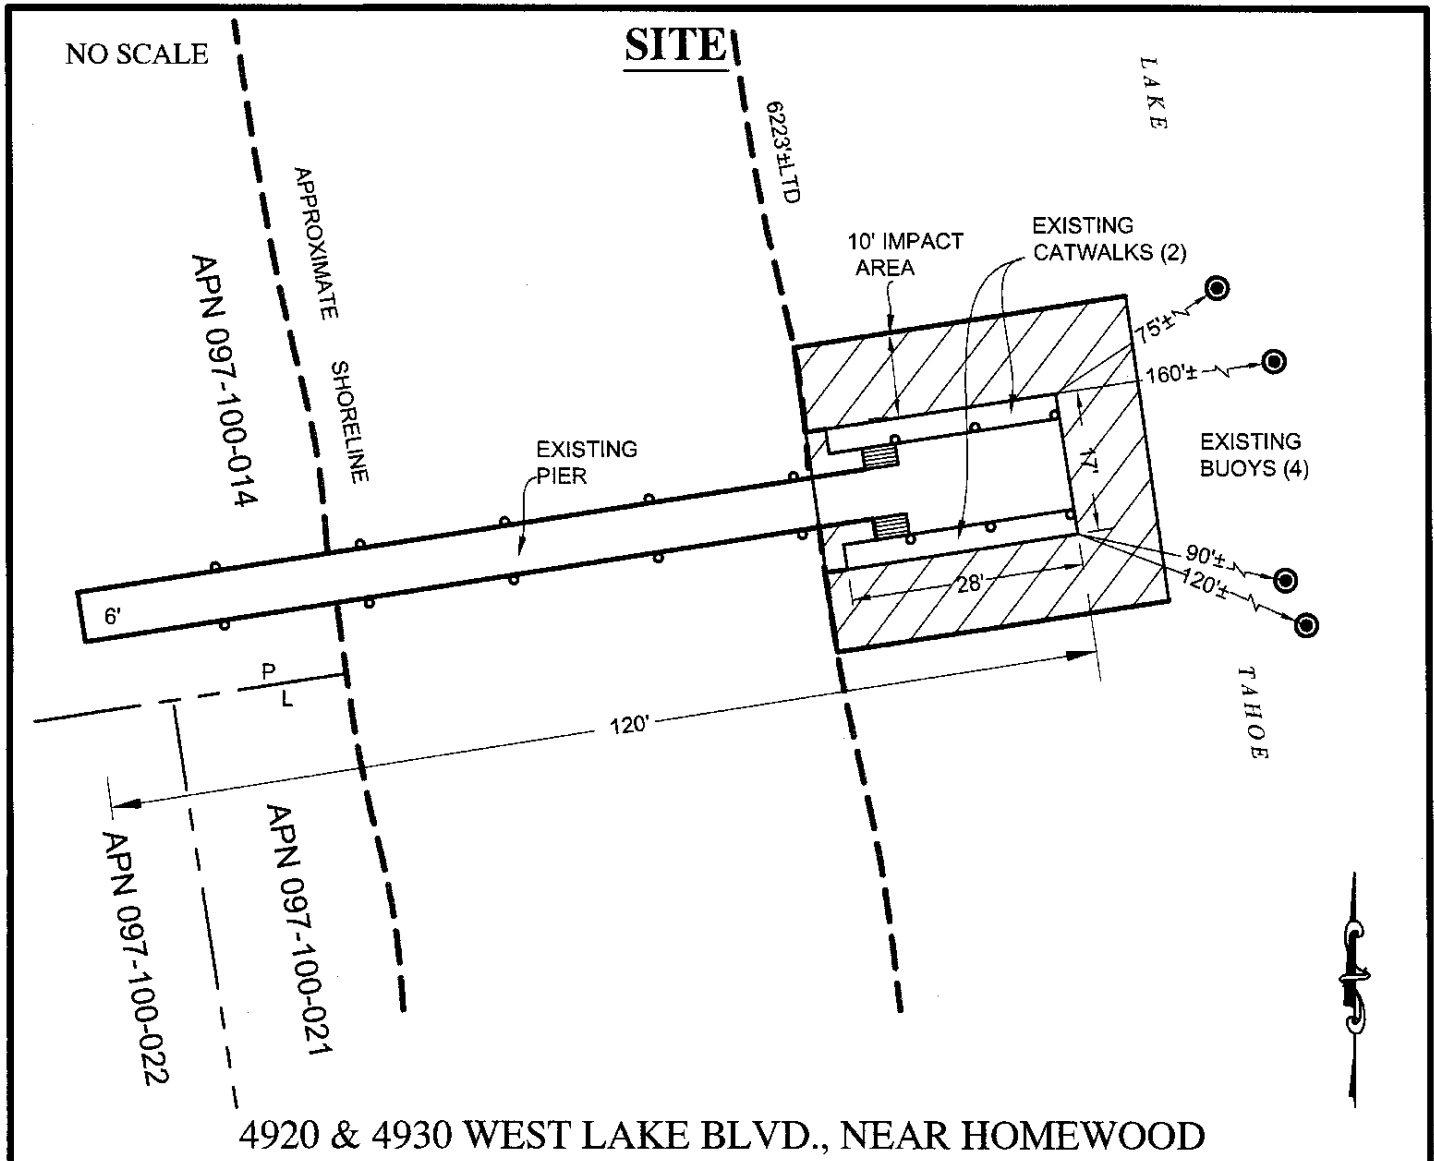 NO SCALE
SITE
LAKE
6223'±LTD
APPROXIMATE
SHORELINE
APN 097-100-014
10' IMPACT
AREA
EXISTING
CATWALKS (2)
75'±
160'±
EXISTING
BUOYS (4)
17'
EXISTING
PIER
90'±
120'±
28'
6'
P
L
TAHOE
120'
APN 097-100-021
APN 097-100-022
4920 & 4930 WEST LAKE BLVD., NEAR HOMEWOOD